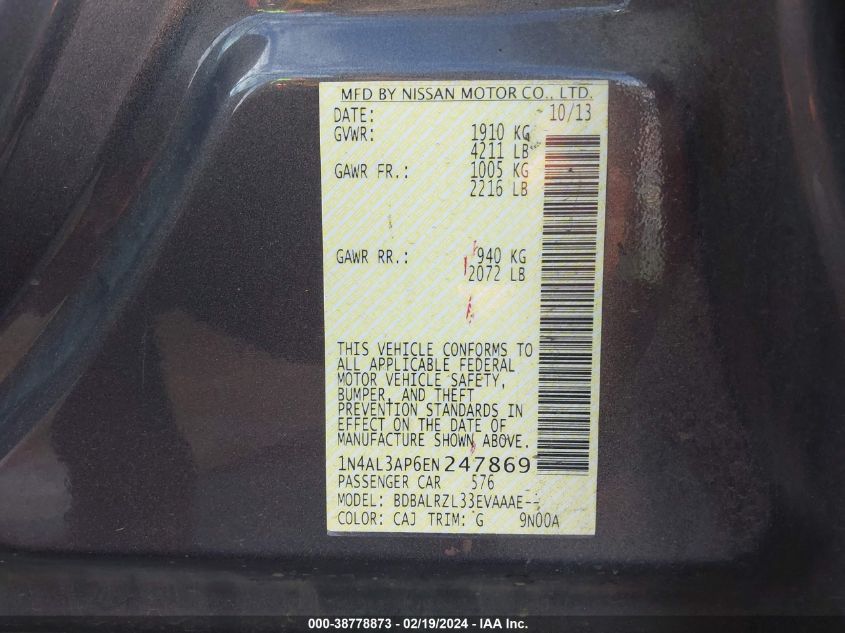 MFD BY NISSAN MOTOR CO., LTD.
DATE: 10/13
GVWR: 1910 KG
4211 LB
GAWR FR.: 1005 KG
2216 LB
GAWR RR.: 940 KG
2072 LB
THIS VEHICLE CONFORMS TO
ALL APPLICABLE FEDERAL
MOTOR VEHICLE SAFETY,
BUMPER, AND THEFT
PREVENTION STANDARDS IN
EFFECT ON THE DATE OF
MANUFACTURE SHOWN ABOVE.
1N4AL3AP6EN247869
PASSENGER CAR 576
MODEL: BDBALRZL33EVAAAE--
COLOR: CAJ TRIM: G 9N00A
000-38778873 - 02/19/2024 - IAA Inc.